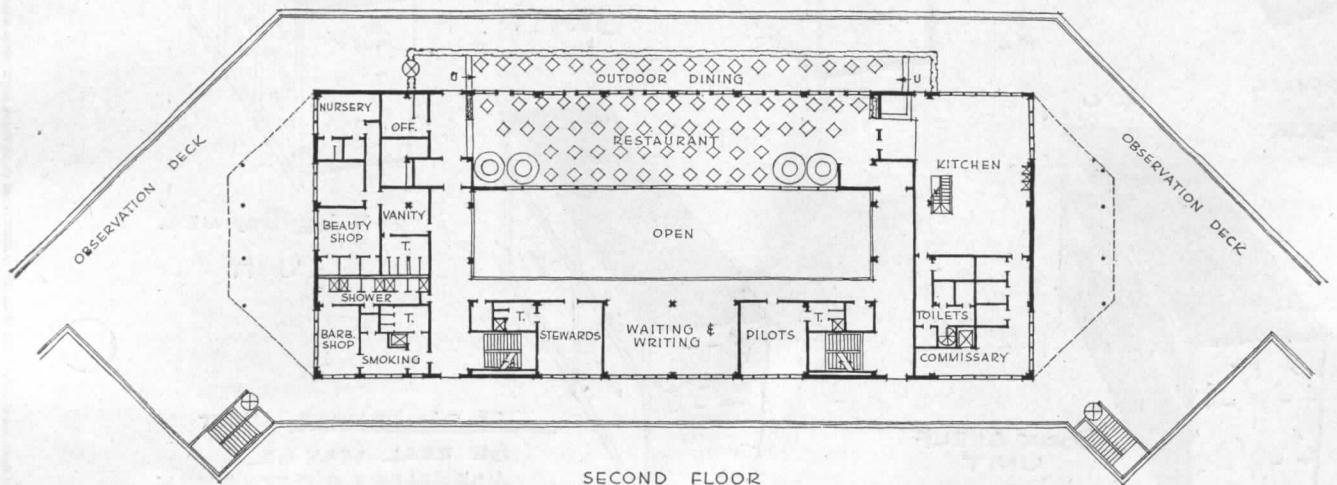 OUTDOOR DINING
U
U
NURSERY
OFF.
RESTAURANT
KITCHEN
OBSERVATION DECK
OBSERVATION DECK
VANITY
BEAUTY
SHOP
T.
OPEN
SHOWER
T.
BARB.
SHOP
SMOKING
T.
STEWARDS
WAITING &
WRITING
PILOTS
T.
TOILETS
COMMISSARY
SECOND FLOOR